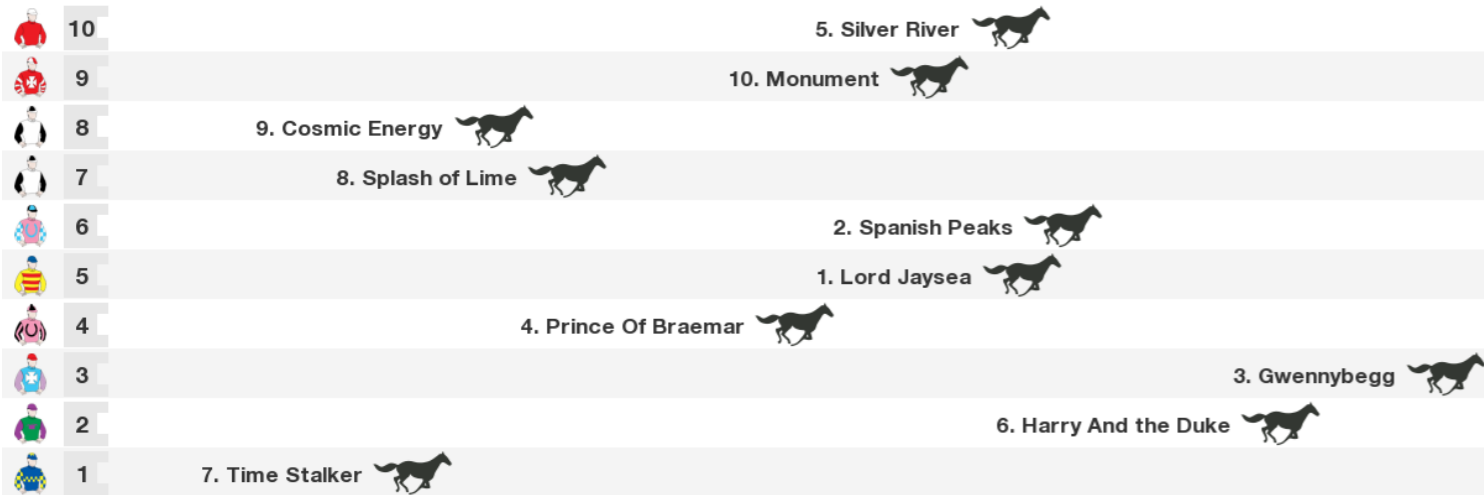 10 5. Silver River
9 10. Monument
8 9. Cosmic Energy
7 8. Splash of Lime
6 2. Spanish Peaks
5 1. Lord Jaysea
4 4. Prince Of Braemar
3 3. Gwennybegg
2 6. Harry And the Duke
1 7. Time Stalker